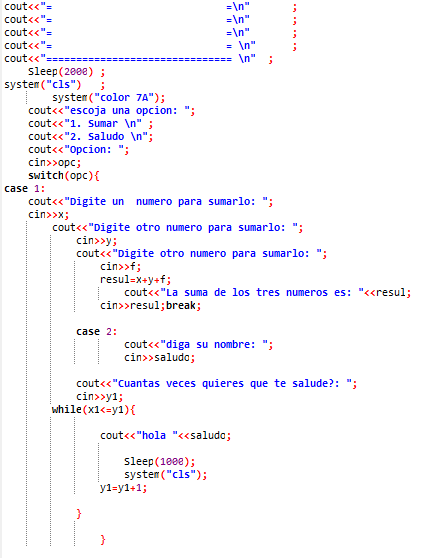 cout<<"=                              =\n"       ;
cout<<"=                              =\n"       ;
cout<<"=                              =\n"       ;
cout<<"=                              = \n"      ;
cout<<"=============================== \n"   ;
    Sleep(2000) ;
system("cls")   ;
        system("color 7A");
    cout<<"escoja una opcion: ";
    cout<<"1. Sumar \n" ;
    cout<<"2. Saludo \n";
    cout<<"Opcion: ";
    cin>>opc;
    switch(opc){
case 1:
    cout<<"Digite un  numero para sumarlo: ";
    cin>>x;
        cout<<"Digite otro numero para sumarlo: ";
            cin>>y;
            cout<<"Digite otro numero para sumarlo: ";
                cin>>f;
                resul=x+y+f;
                    cout<<"La suma de los tres numeros es: "<<resul;
                cin>>resul;break;
            case 2:
                    cout<<"diga su nombre: ";
                    cin>>saludo;
            cout<<"Cuantas veces quieres que te salude?: ";
            cin>>y1;
        while(x1<=y1){
                cout<<"hola "<<saludo;
                    Sleep(1000);
                    system("cls");
                y1=y1+1;
            }
                }